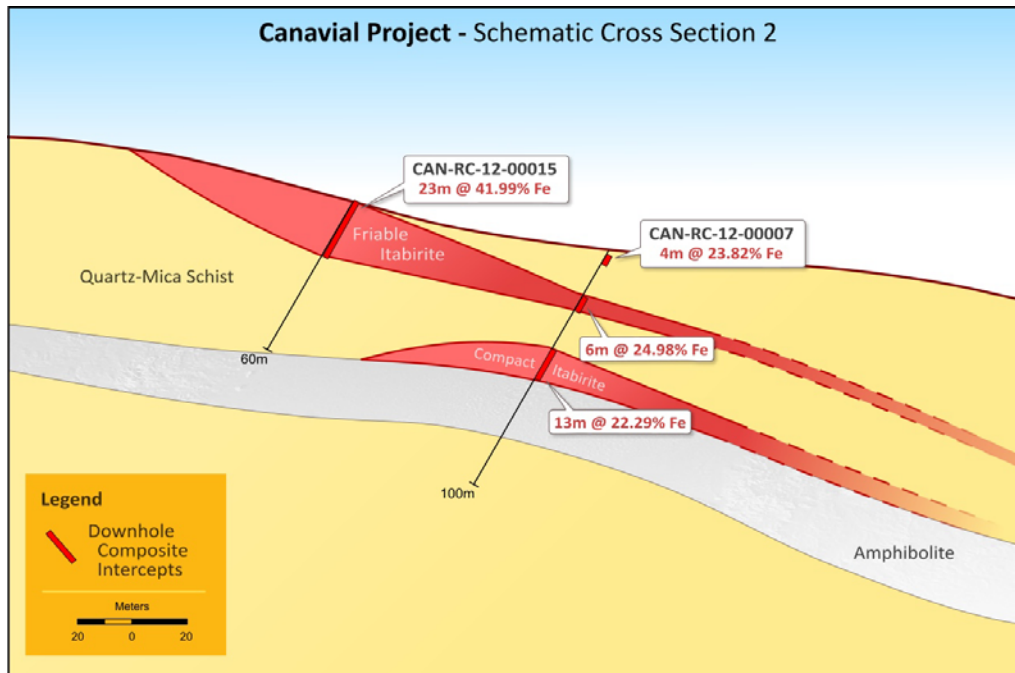 Canavial Project - Schematic Cross Section 2
CAN-RC-12-00015
23m @ 41.99% Fe
CAN-RC-12-00007
4m @ 23.82% Fe
Friable
Itabirite
Quartz-Mica Schist
60m
6m @ 24.98% Fe
Compact
Itabirite
13m @ 22.29% Fe
100m
Amphibolite
Legend
Downhole
Composite
Intercepts
Meters
20 0 20